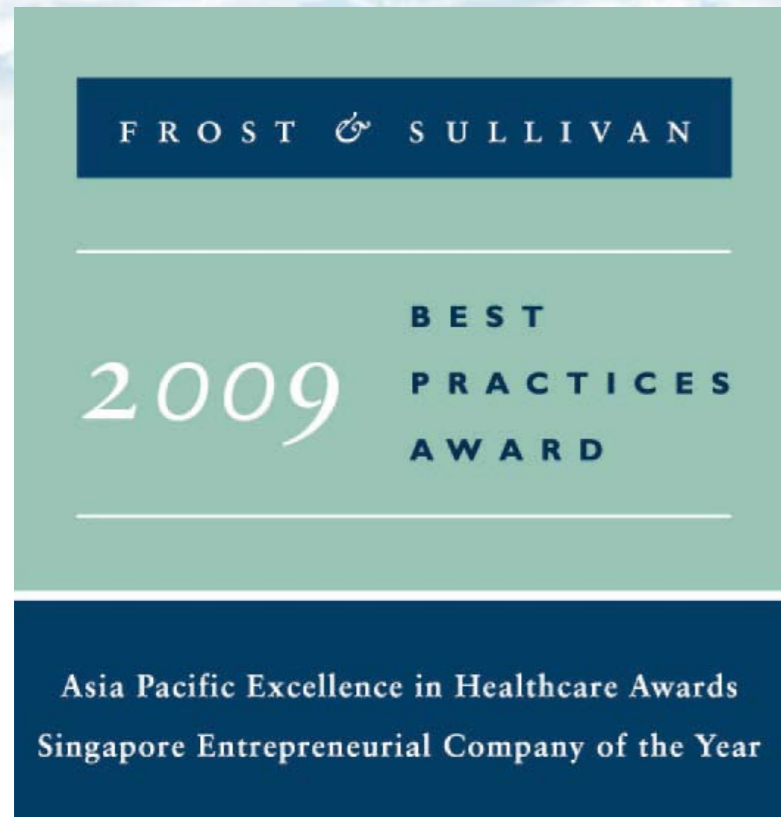 FROST & SULLIVAN
2009
BEST
PRACTICES
AWARD
Asia Pacific Excellence in Healthcare Awards
Singapore Entrepreneurial Company of the Year